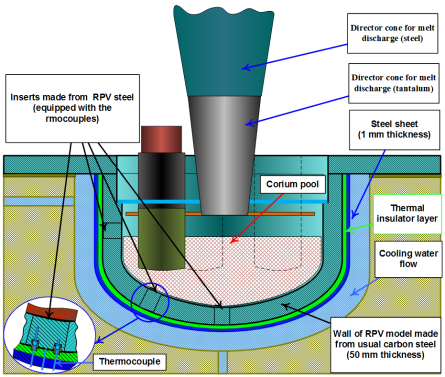 Director cone for melt
discharge (steel)
Inserts made from RPV steel
(equipped with the
rmocouples)
Director cone for melt
discharge (tantalum)
Steel sheet
(1 mm thickness)
Corium pool
Thermal
insulator layer
Cooling water
flow
Wall of RPV model made
from usual carbon steel
(50 mm thickness)
Thermocouple